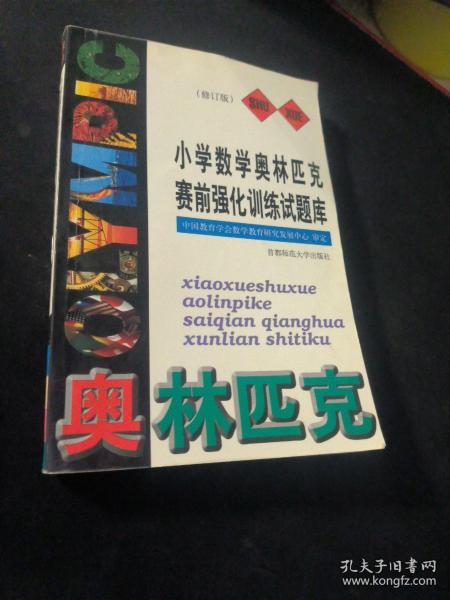 OLYMPIC
（修订版）
SHU XUE
小学数学奥林匹克
赛前强化训练试题库
中国教育学会数学教育研究发展中心 审定
首都师范大学出版社
xiaoxueshuxue
aolinpike
saiqian qianghua
xunlian shitiku
奥林匹克
孔夫子旧书网
www.kongfz.com